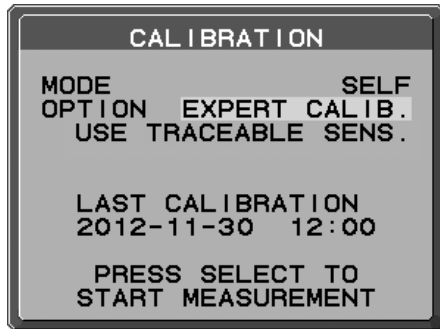 CALIBRATION
MODE SELF
OPTION EXPERT CALIB.
USE TRACEABLE SENS.
LAST CALIBRATION
2012-11-30 12:00
PRESS SELECT TO
START MEASUREMENT